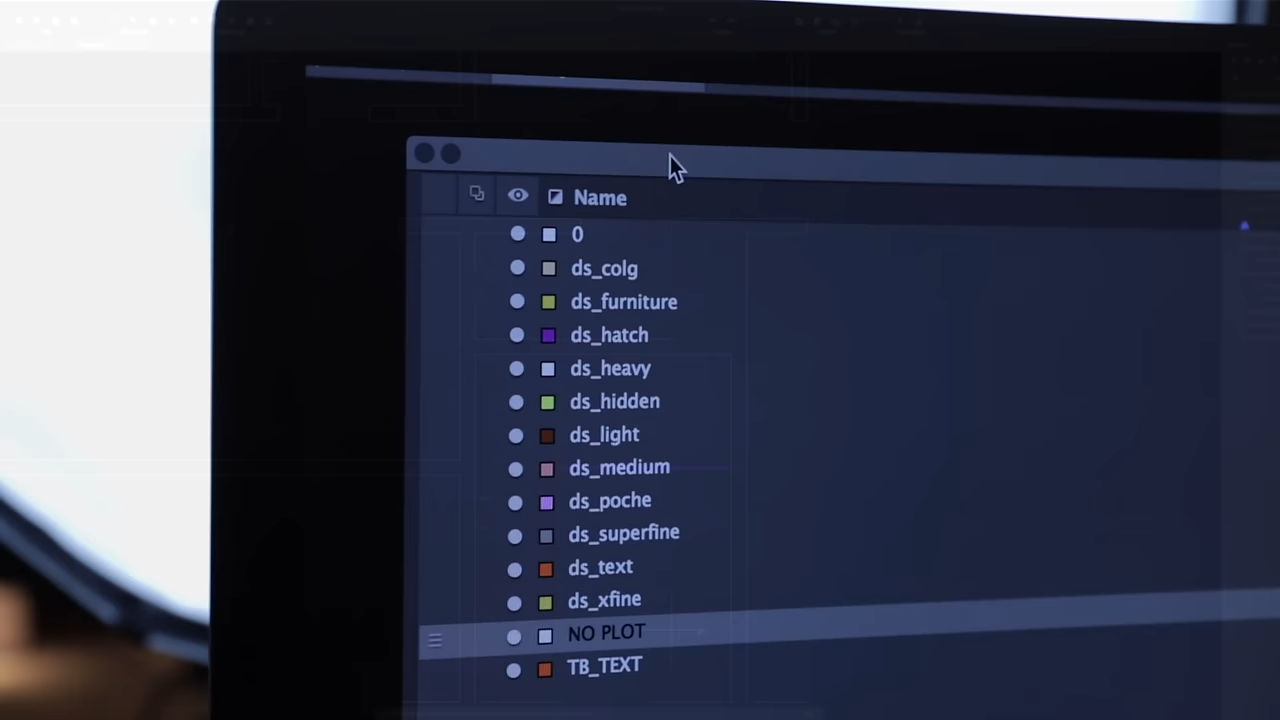 Name
0
ds_colg
ds_furniture
ds_hatch
ds_heavy
ds_hidden
ds_light
ds_medium
ds_poche
ds_superfine
ds_text
ds_xfine
NO PLOT
TB_TEXT